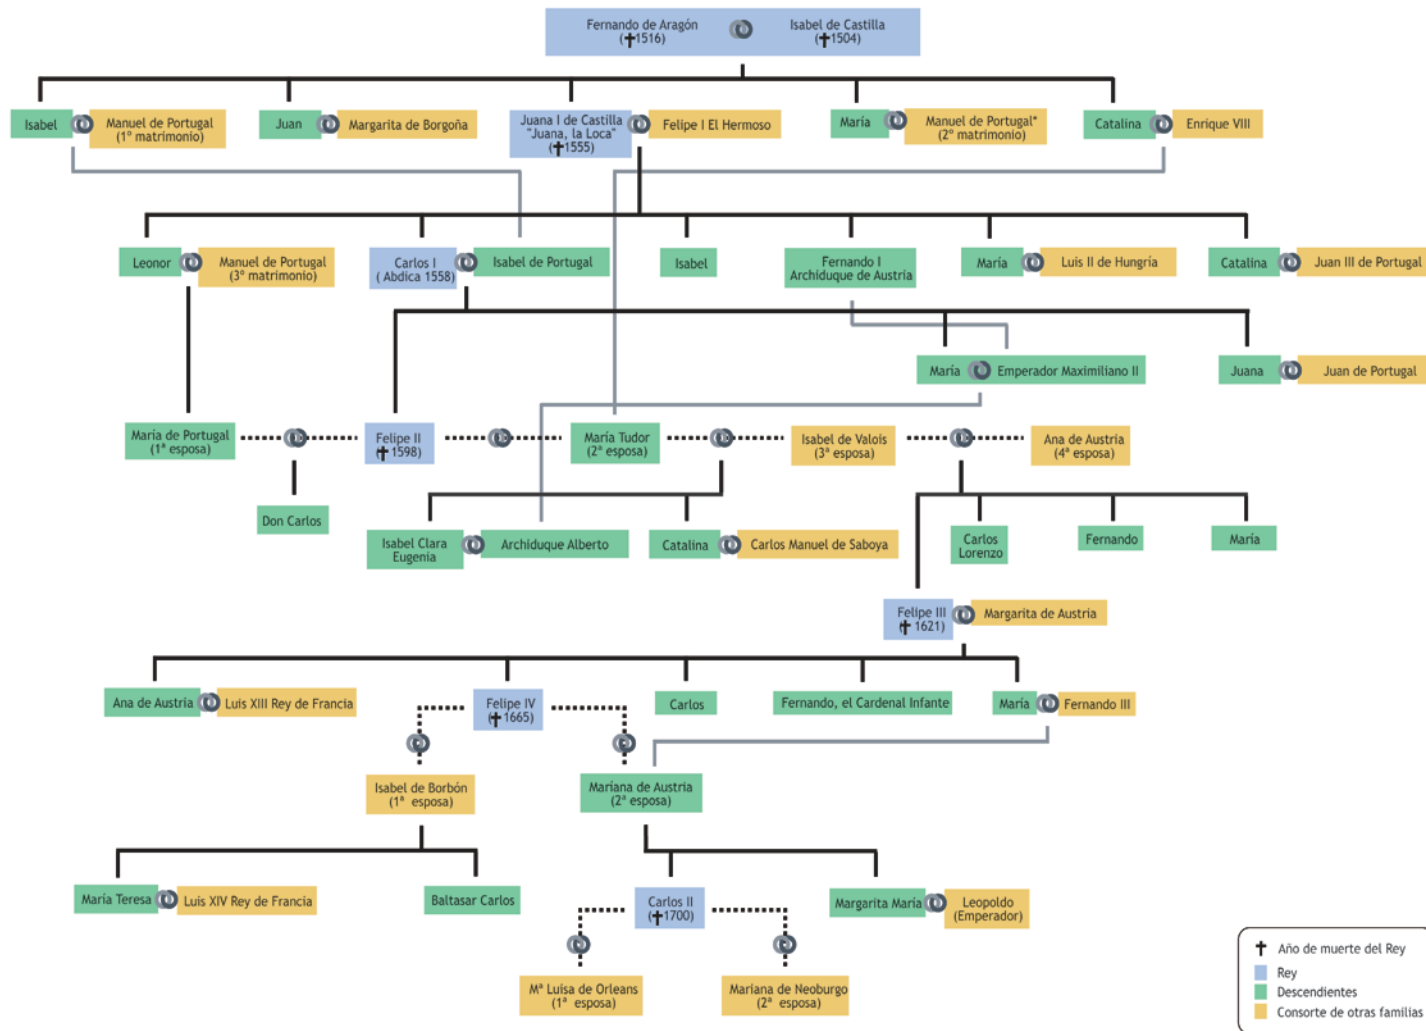 Fernando de Aragón
(✝1516)
Isabel de Castilla
(✝1504)
Isabel
Manuel de Portugal
(1º matrimonio)
Juan
Margarita de Borgoña
Juana I de Castilla
"Juana, la Loca"
(✝1555)
Felipe I El Hermoso
María
Manuel de Portugal*
(2º matrimonio)
Catalina
Enrique VIII
Leonor
Manuel de Portugal
(3º matrimonio)
Carlos I
( Abdica 1558)
Isabel de Portugal
Isabel
Fernando I
Archiduque de Austria
María
Luis II de Hungría
Catalina
Juan III de Portugal
María
Emperador Maximiliano II
Juana
Juan de Portugal
María de Portugal
(1ª esposa)
Felipe II
(✝ 1598)
María Tudor
(2ª esposa)
Isabel de Valois
(3ª esposa)
Ana de Austria
(4ª esposa)
Don Carlos
Isabel Clara
Eugenia
Archiduque Alberto
Catalina
Carlos Manuel de Saboya
Carlos
Lorenzo
Fernando
María
Felipe III
(✝ 1621)
Margarita de Austria
Ana de Austria
Luis XIII Rey de Francia
Felipe IV
(✝1665)
Carlos
Fernando, el Cardenal Infante
María
Fernando III
Isabel de Borbón
(1ª esposa)
Maríana de Austria
(2ª esposa)
María Teresa
Luis XIV Rey de Francia
Baltasar Carlos
Carlos II
(✝1700)
Margarita María
Leopoldo
(Emperador)
Mª Luisa de Orleans
(1ª esposa)
Mariana de Neoburgo
(2ª esposa)
✝ Año de muerte del Rey
Rey
Descendientes
Consorte de otras familias